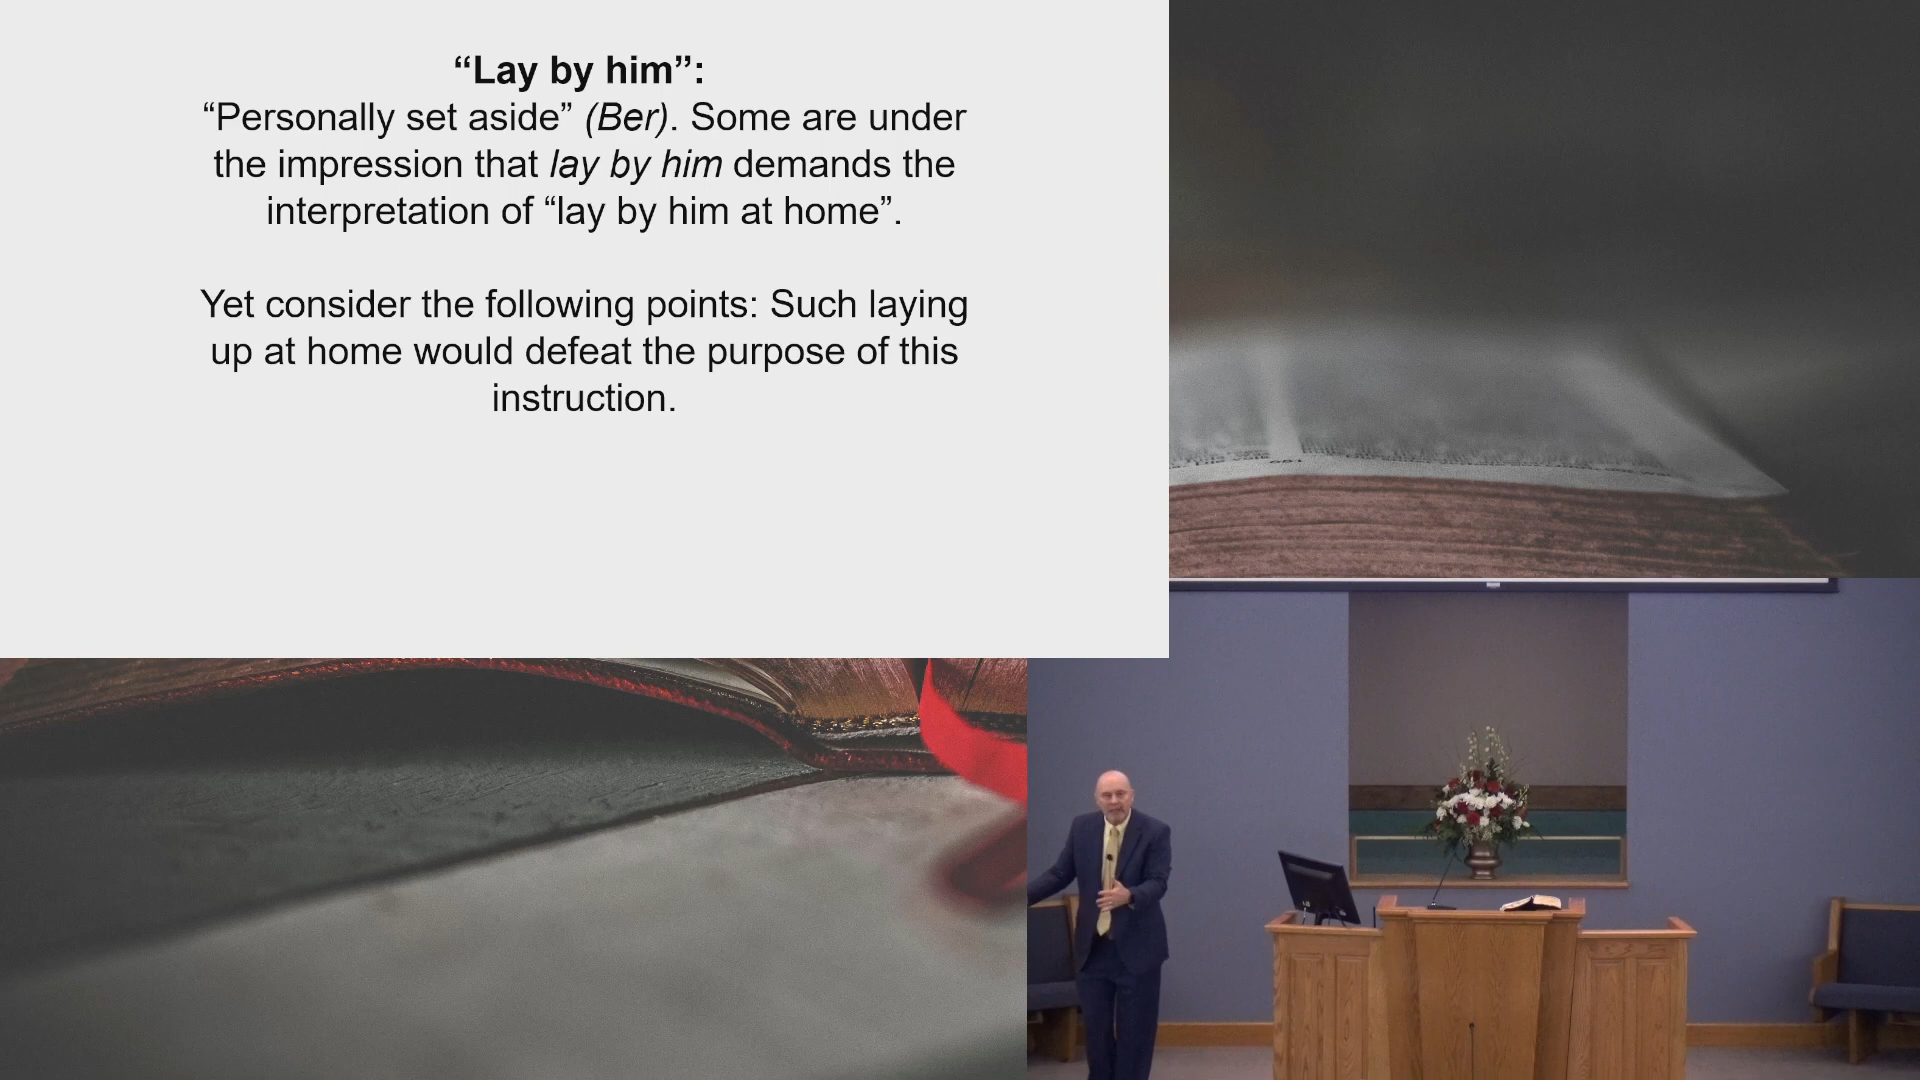 “Lay by him”:
“Personally set aside” (Ber). Some are under
the impression that lay by him demands the
interpretation of “lay by him at home”.
Yet consider the following points: Such laying
up at home would defeat the purpose of this
instruction.